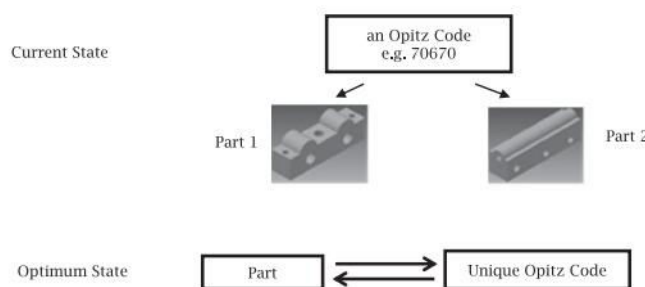 an Opitz Code
e.g. 70670
Current State
Part 1
Part 2
Optimum State
Part
Unique Opitz Code